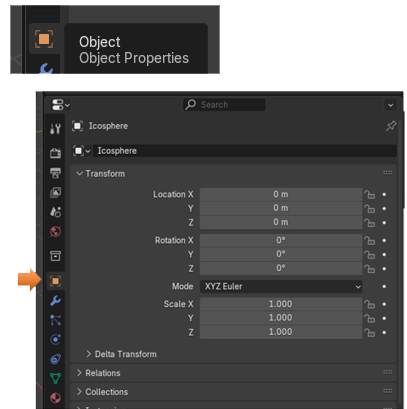 Object
Object Properties
Search
Icosphere
Icosphere
Transform
Location X 0 m
Y 0 m
Z 0 m
Rotation X 0°
Y 0°
Z 0°
Mode XYZ Euler
Scale X 1.000
Y 1.000
Z 1.000
Delta Transform
Relations
Collections